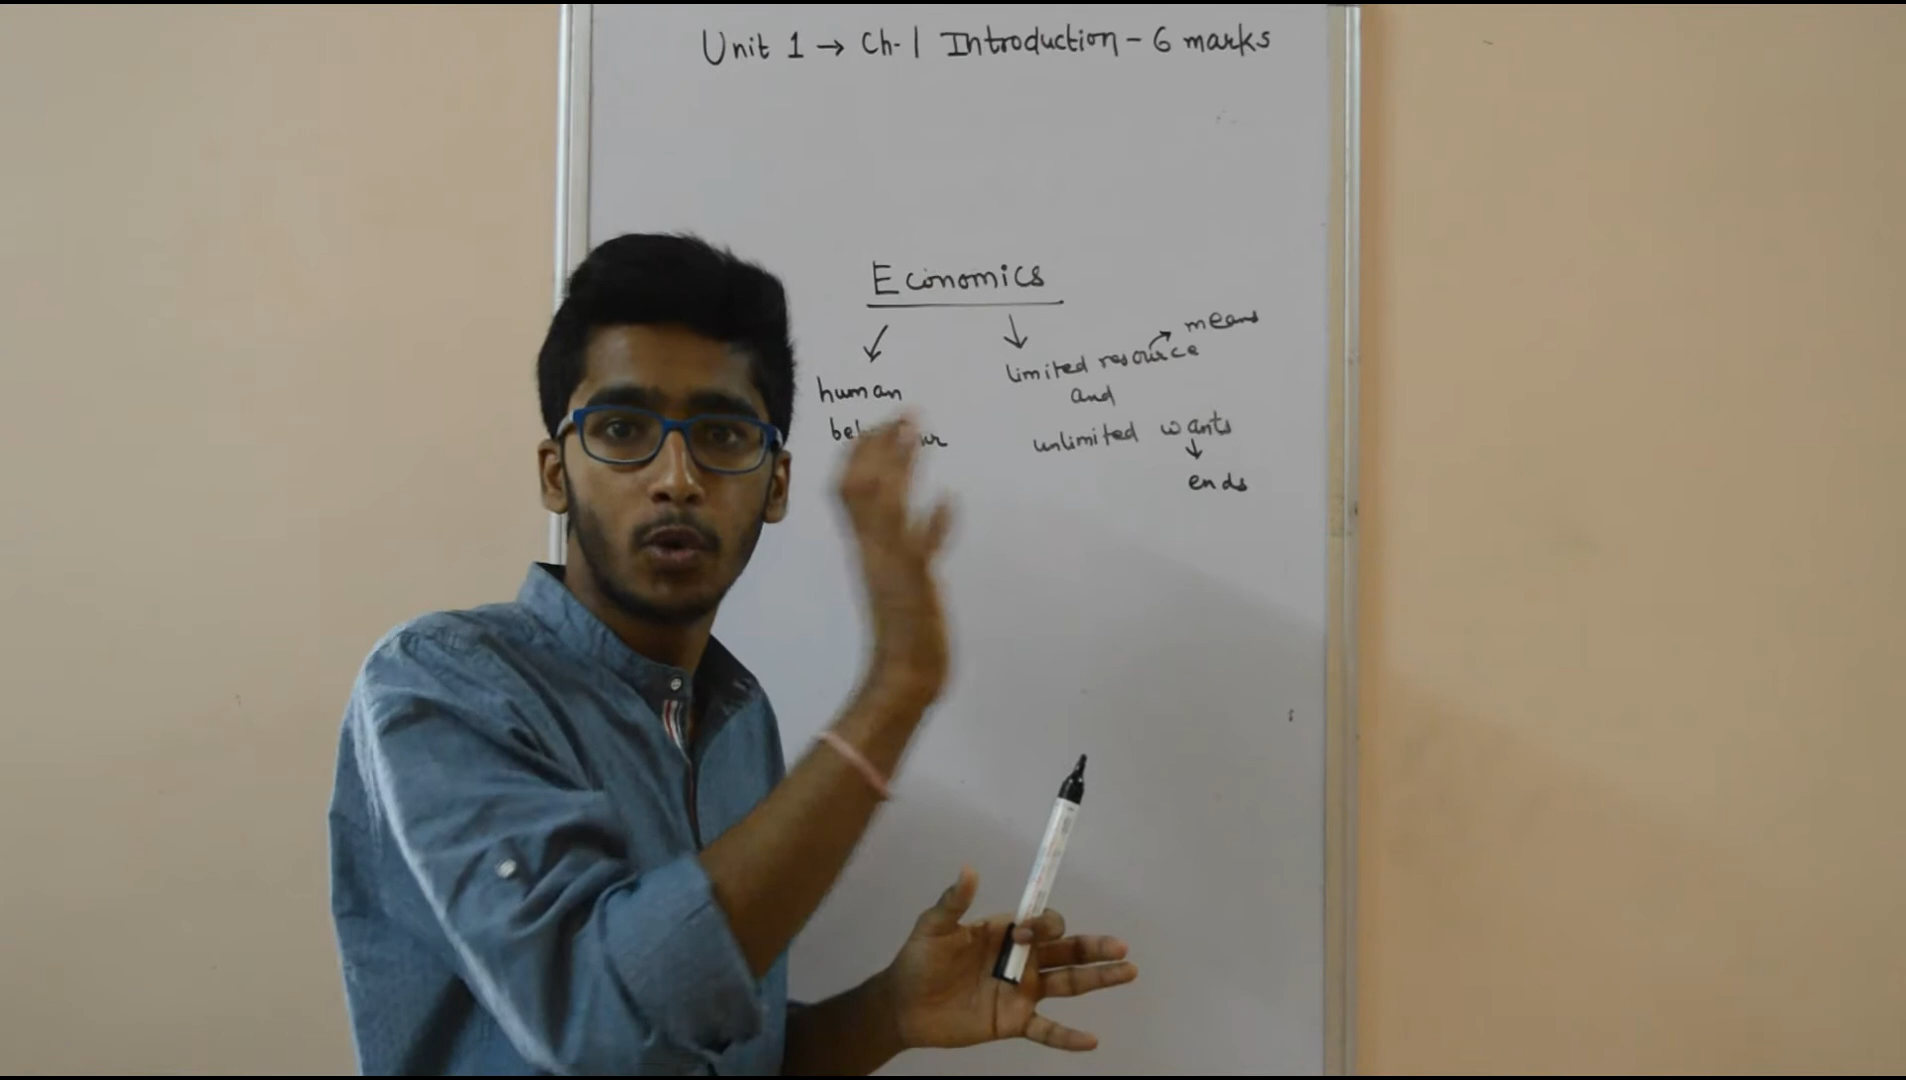 Unit 1 → Ch-1 Introduction - 6 marks
Economics
↙ ↓
human
limited resource → means
and
unlimited wants
↓
ends